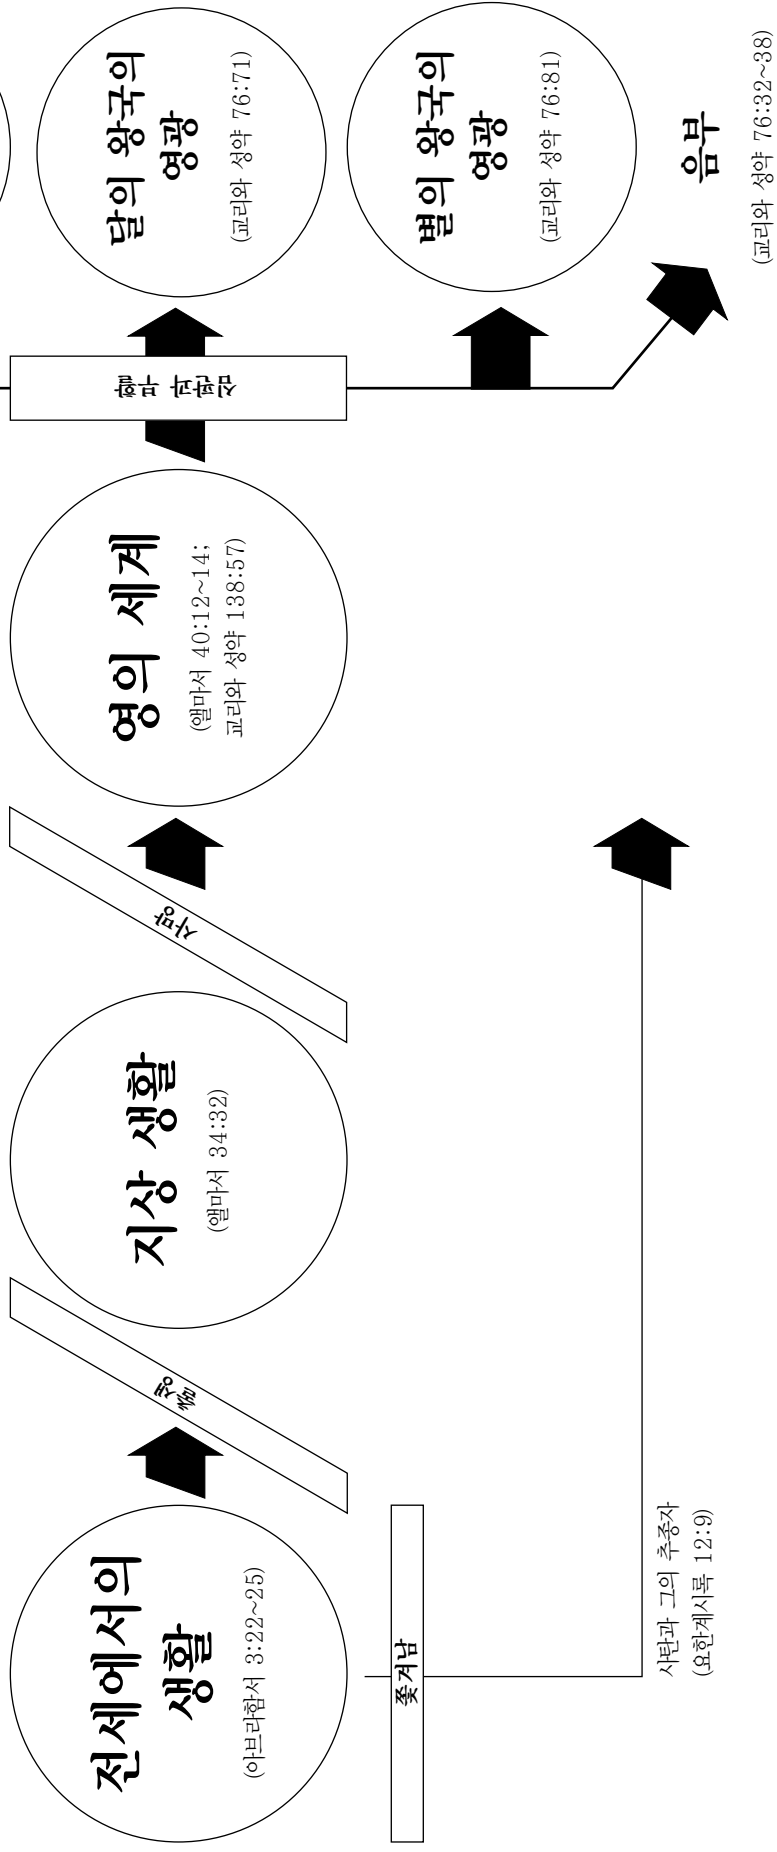 전세에서의
생활
(아브라함서 3:22~25)
출생
지상 생활
(앨마서 34:32)
사망
영의 세계
(앨마서 40:12~14;
교리와 성약 138:57)
심판과 부활
달의 왕국의
영광
(교리와 성약 76:71)
별의 왕국의
영광
(교리와 성약 76:81)
음부
(교리와 성약 76:32~38)
쫓겨남
사탄과 그의 추종자
(요한계시록 12:9)